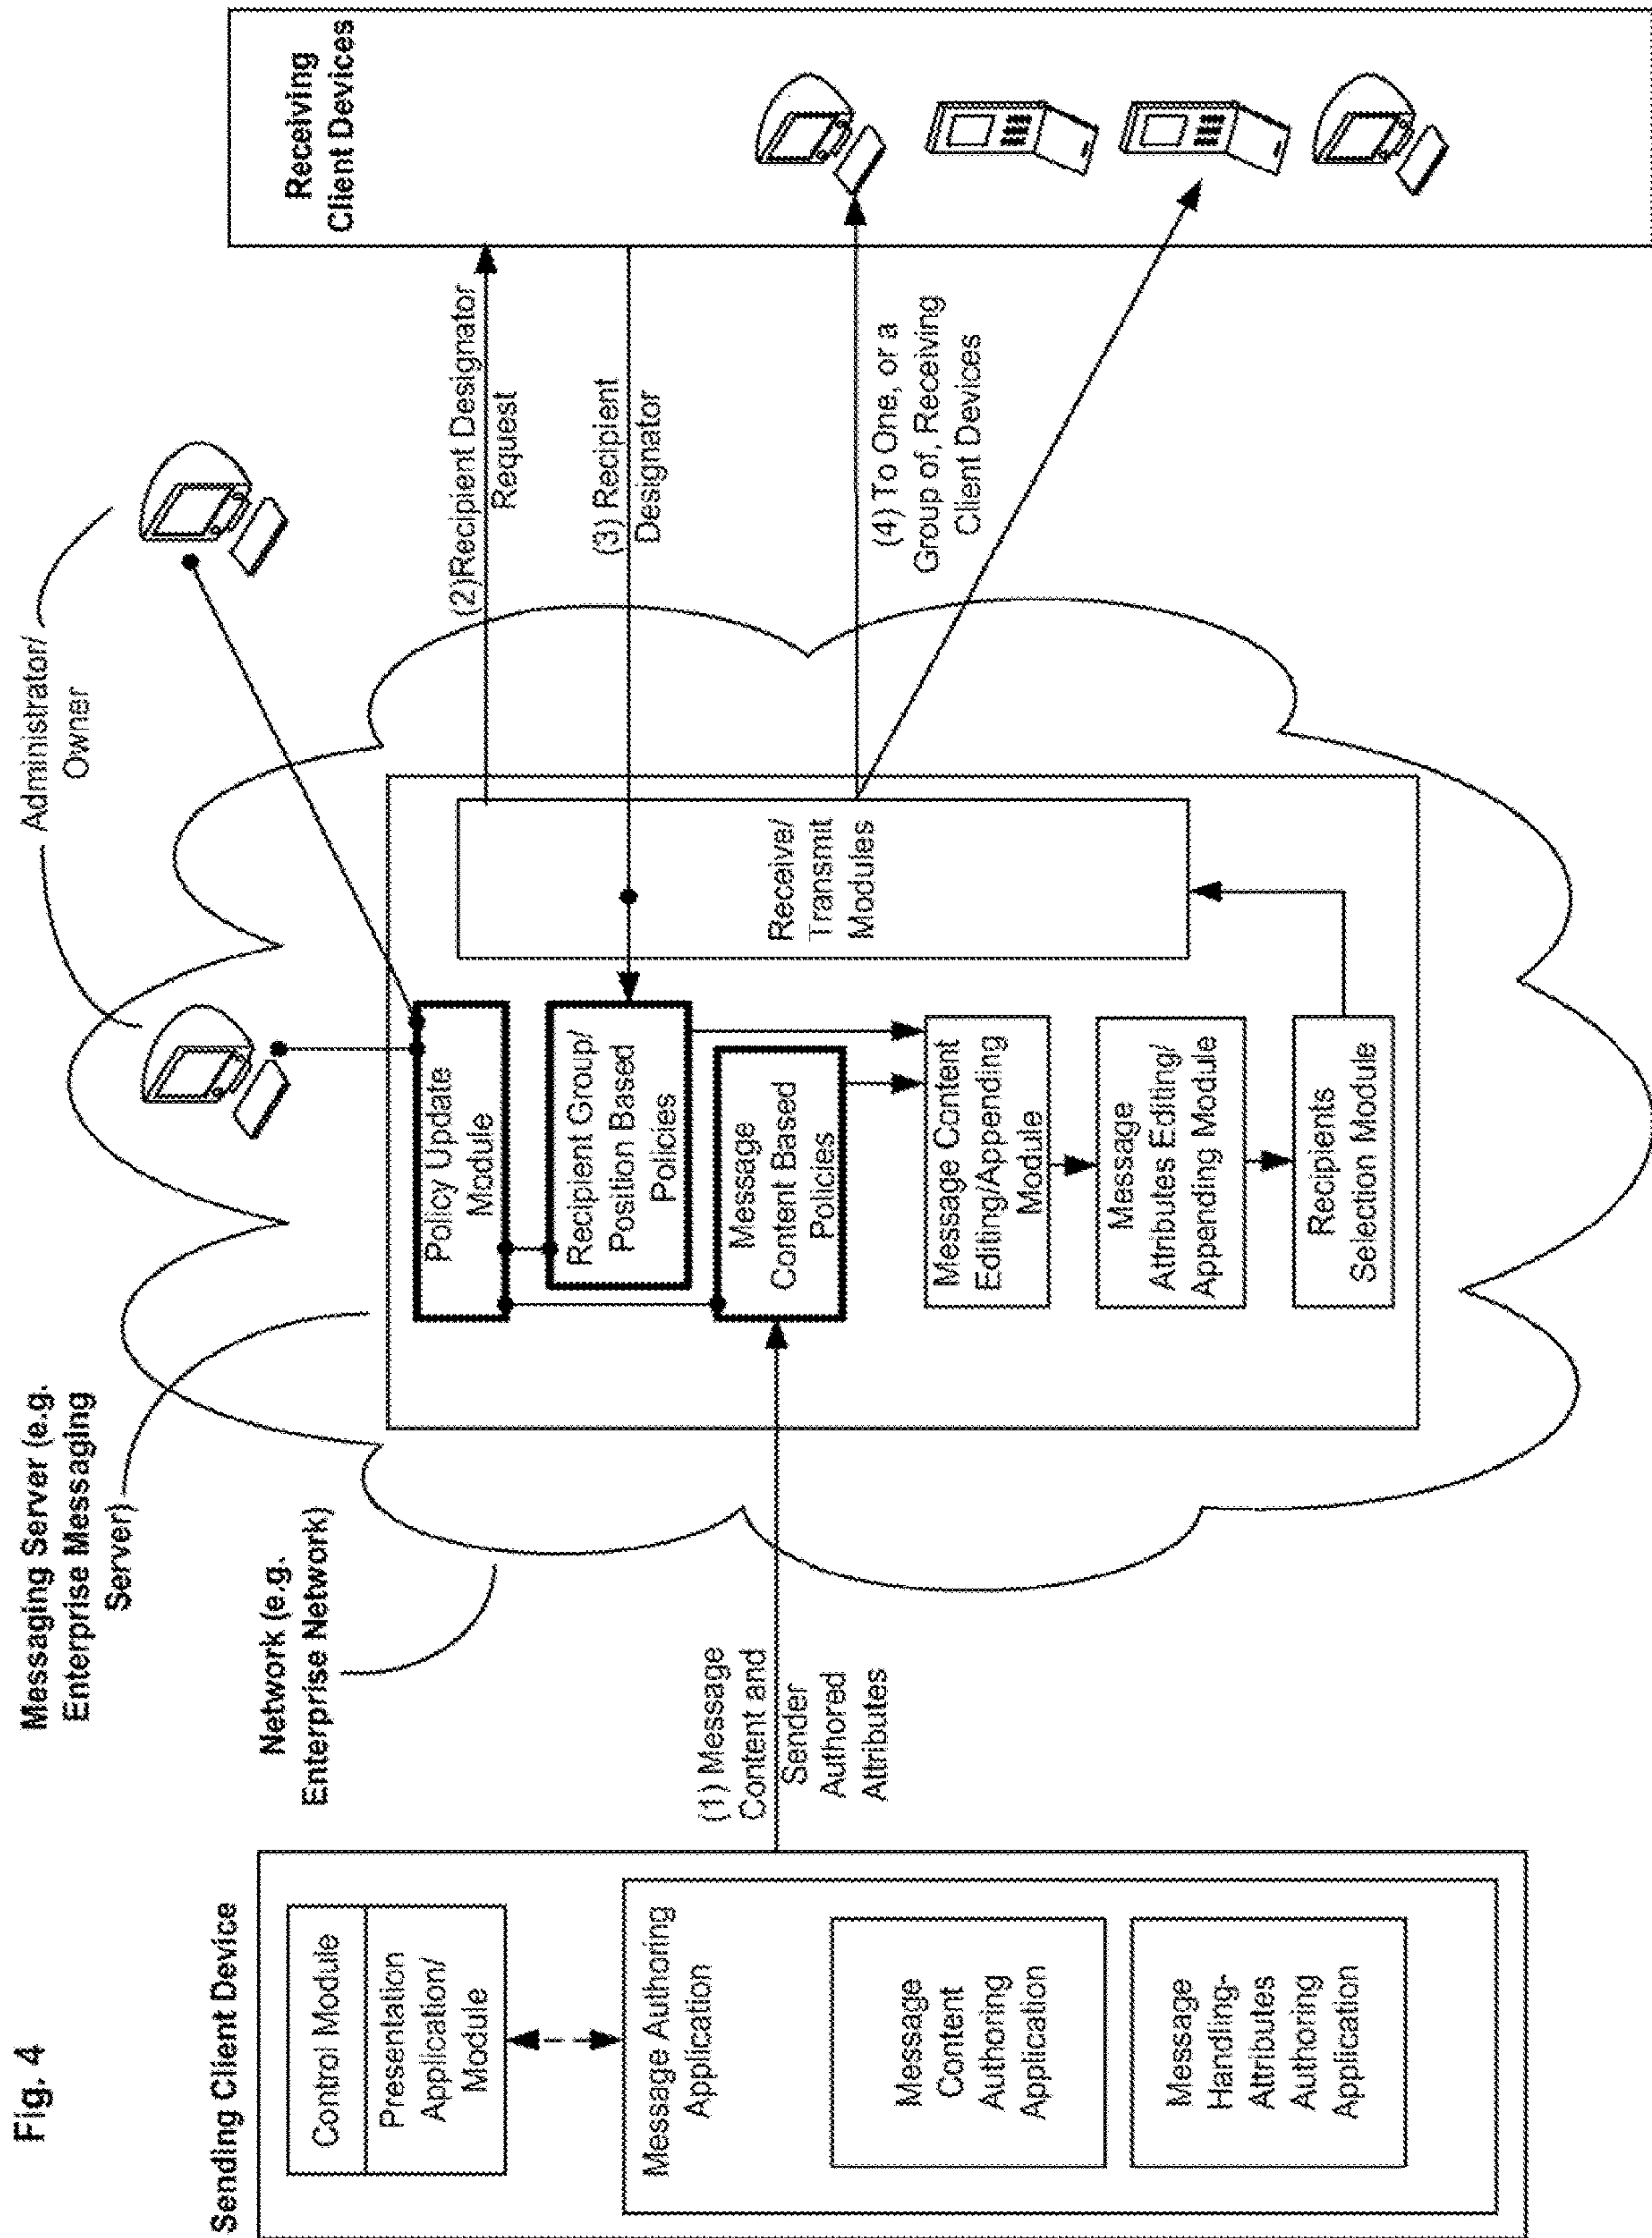 Fig. 4
Sending Client Device
Control Module
Presentation
Application/
Module
Message Authoring
Application
Message
Content
Authoring
Application
Message
Handling-
Attributes
Authoring
Application
Messaging Server (e.g.
Enterprise Messaging
Server)
Network (e.g.
Enterprise Network)
(1) Message
Content and
Sender
Authored
Attributes
Administrator/
Owner
Policy Update
Module
Recipient Group/
Position Based
Policies
Message
Content Based
Policies
Message Content
Editing/Appending
Module
Message
Attributes Editing/
Appending Module
Recipients
Selection Module
Receive/
Transmit
Modules
(2)Recipient Designator
Request
(3) Recipient
Designator
(4) To One, or a
Group of, Receiving
Client Devices
Receiving
Client Devices